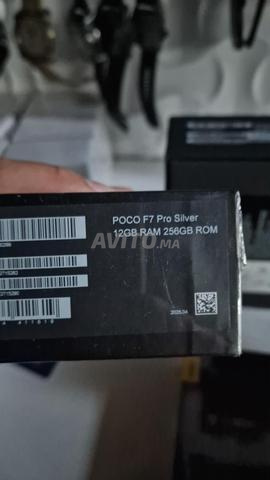 POCO F7 Pro Silver
12GB RAM 256GB ROM
AVITO.MA
2025.04